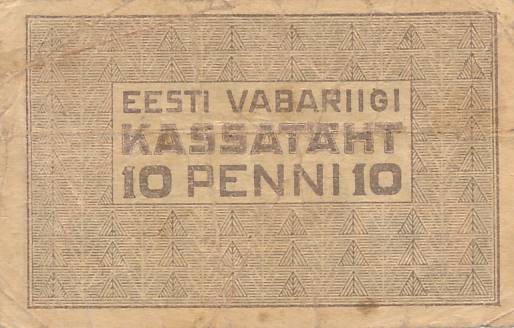 EESTI VABARIIGI
KASSATÄHT
10 PENNI 10